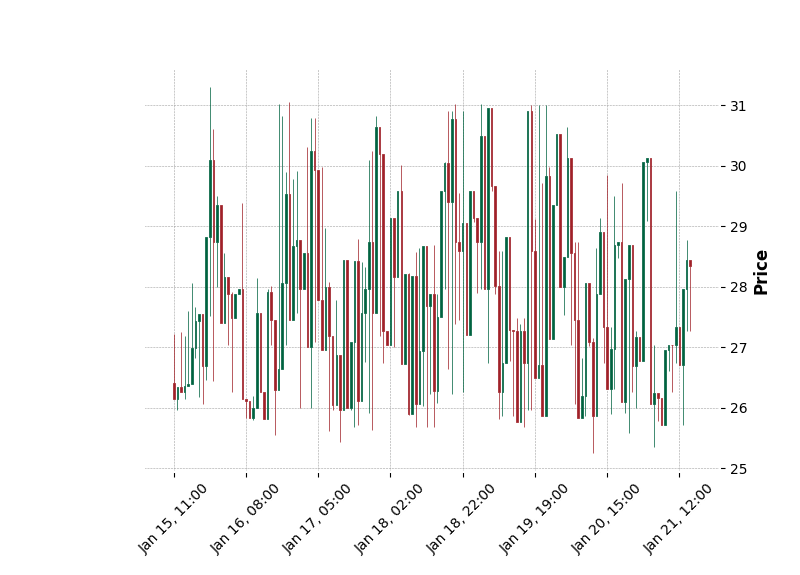 31
30
29
28
27
26
25
Price
Jan 15, 11:00
Jan 16, 08:00
Jan 17, 05:00
Jan 18, 02:00
Jan 18, 22:00
Jan 19, 19:00
Jan 20, 15:00
Jan 21, 12:00